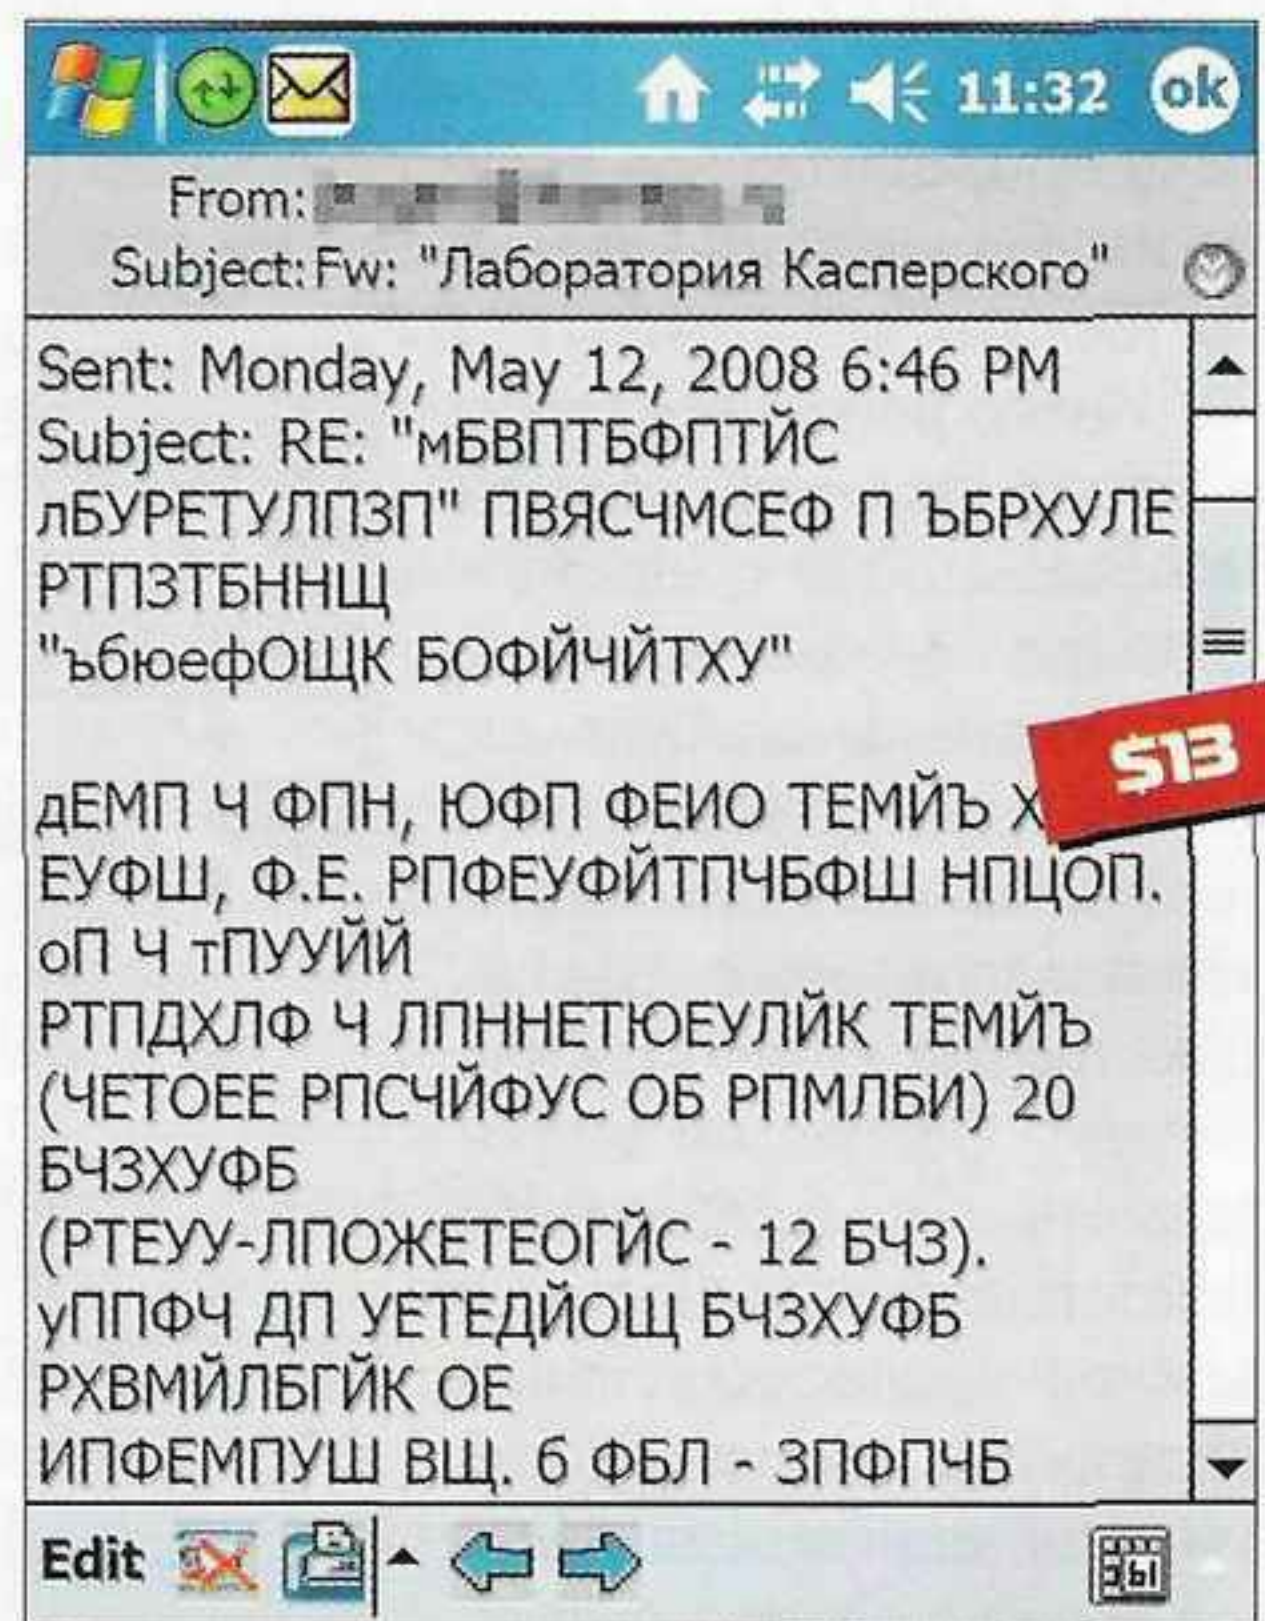 11:32 ok
From:
Subject: Fw: "Лаборатория Касперского"
Sent: Monday, May 12, 2008 6:46 PM
Subject: RE: "мБВПТБФПТЙС
лБУРЕТУЛПЗП" ПВЯСЧМСЕФ П ЪБРХУЛЕ
РТПЗТБННЩ
"ъбюефОЩК БОФЙЧЙТХУ"
$13
дЕМП Ч ФПН, ЮФП ФЕИО ТЕМЙЪ Х
ЕУФШ, Ф.Е. РПФЕУФЙТПЧБФШ НПЦОП.
оП Ч тПУУЙЙ
РТПДХЛФ Ч ЛПННЕТЮЕУЛЙК ТЕМЙЪ
(ЧЕТОЕЕ РПСЧЙФУС ОБ РПМЛБИ) 20
БЧЗХУФБ
(РТЕУУ-ЛПОЖЕТЕОГЙС - 12 БЧЗ).
уППФЧ ДП УЕТЕДЙОЩ БЧЗХУФБ
РХВМЙЛБГЙК ОЕ
ИПФЕМПУШ ВЩ. б ФБЛ - ЗПФПЧБ
Edit